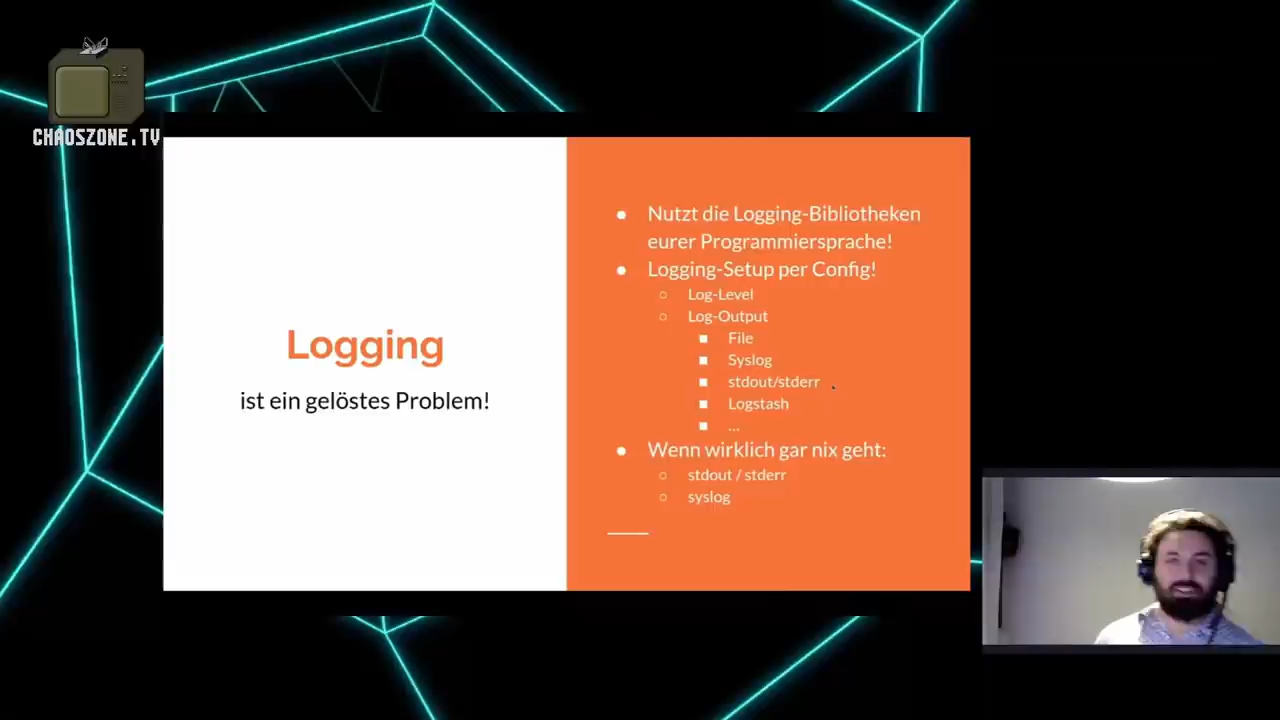 CHAOSZONE.TV
Logging
ist ein gelöstes Problem!
Nutzt die Logging-Bibliotheken
eurer Programmiersprache!
Logging-Setup per Config!
Log-Level
Log-Output
File
Syslog
stdout/stderr
Logstash
...
Wenn wirklich gar nix geht:
stdout / stderr
syslog